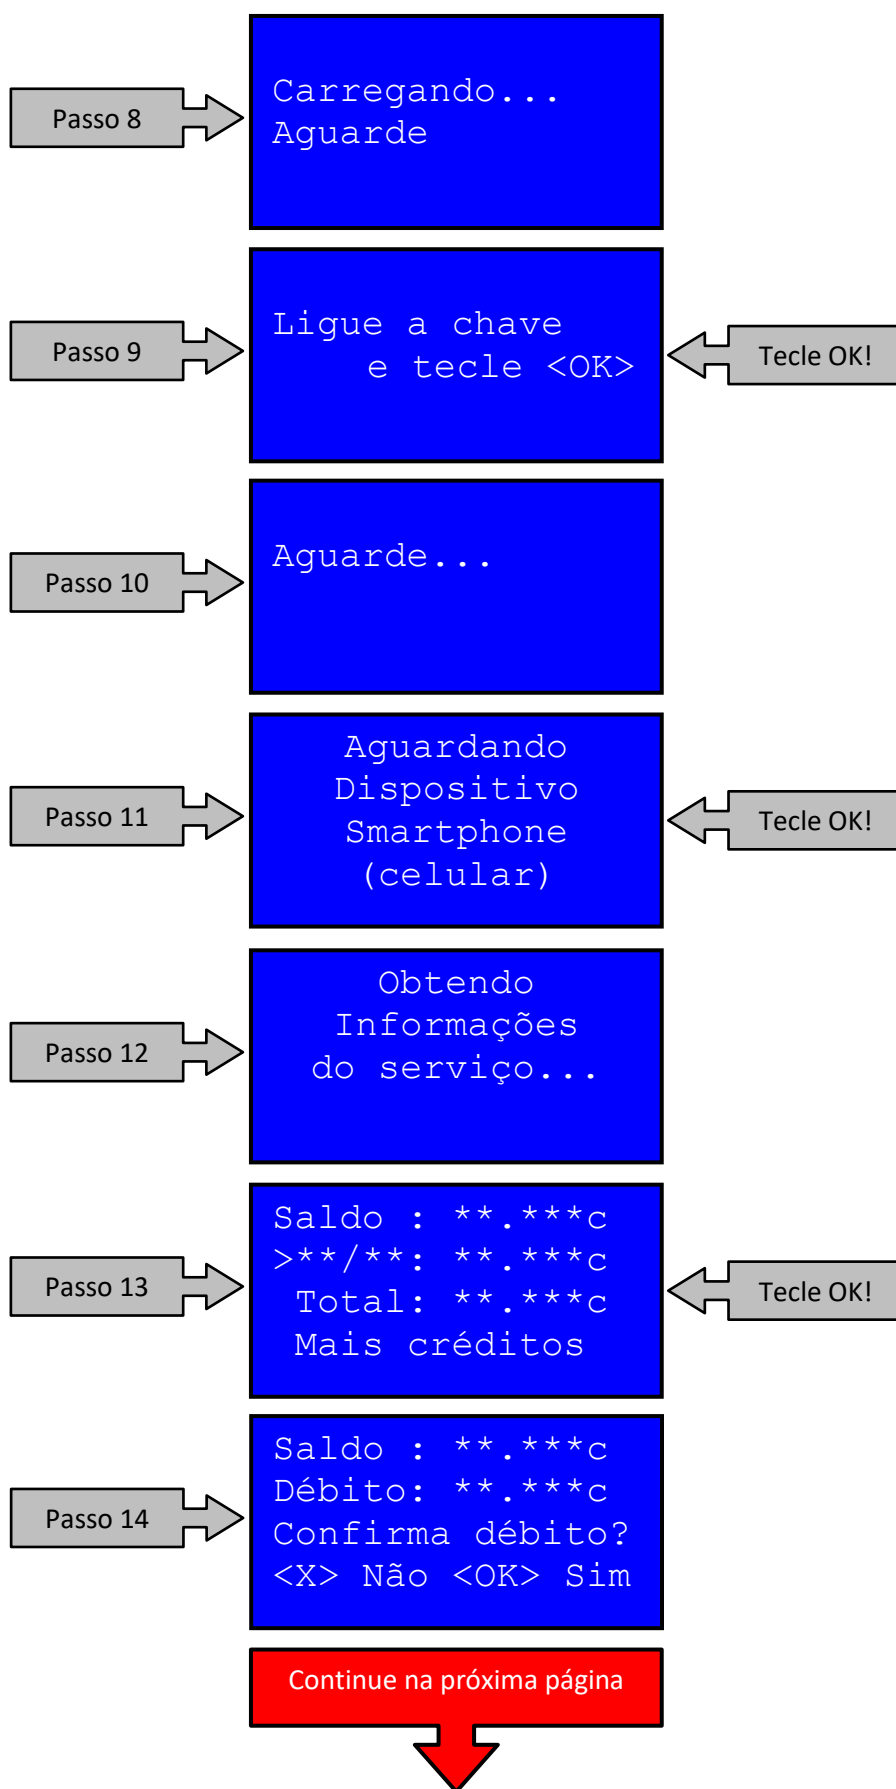 Passo 8
Carregando...
Aguarde
Passo 9
Ligue a chave
e tecle <OK>
Tecle OK!
Passo 10
Aguarde...
Passo 11
Aguardando
Dispositivo
Smartphone
(celular)
Tecle OK!
Passo 12
Obtendo
Informações
do serviço...
Passo 13
Saldo : **.***c
>**/**: **.***c
Total: **.***c
Mais créditos
Tecle OK!
Passo 14
Saldo : **.***c
Débito: **.***c
Confirma débito?
<X> Não <OK> Sim
Continue na próxima página